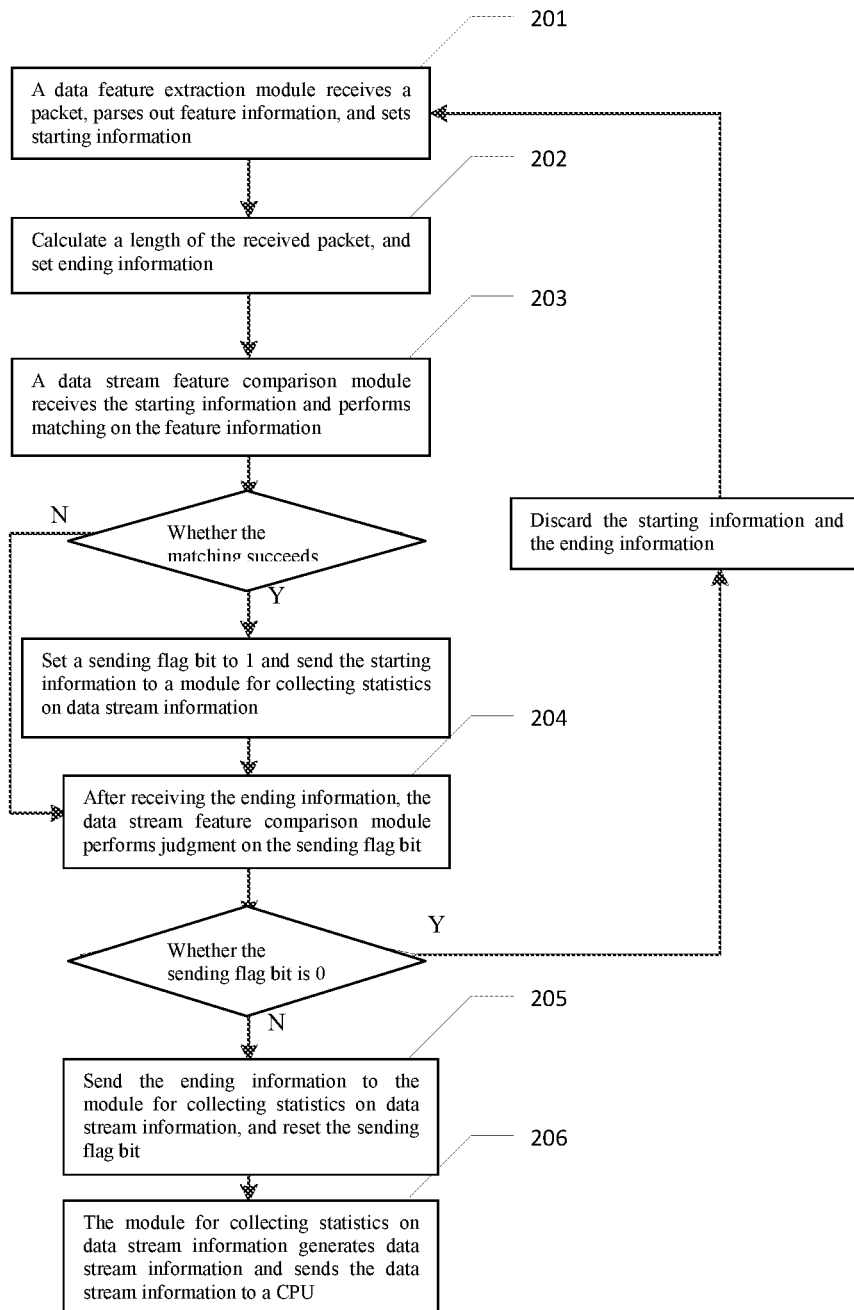 201
A data feature extraction module receives a
packet, parses out feature information, and sets
starting information
202
Calculate a length of the received packet, and
set ending information
203
A data stream feature comparison module
receives the starting information and performs
matching on the feature information
N
Whether the
matching succeeds
Discard the starting information and
the ending information
Y
Set a sending flag bit to 1 and send the starting
information to a module for collecting statistics
on data stream information
204
After receiving the ending information, the
data stream feature comparison module
performs judgment on the sending flag bit
Y
Whether the
sending flag bit is 0
205
N
Send the ending information to the
module for collecting statistics on data
stream information, and reset the sending
flag bit
206
The module for collecting statistics on
data stream information generates data
stream information and sends the data
stream information to a CPU